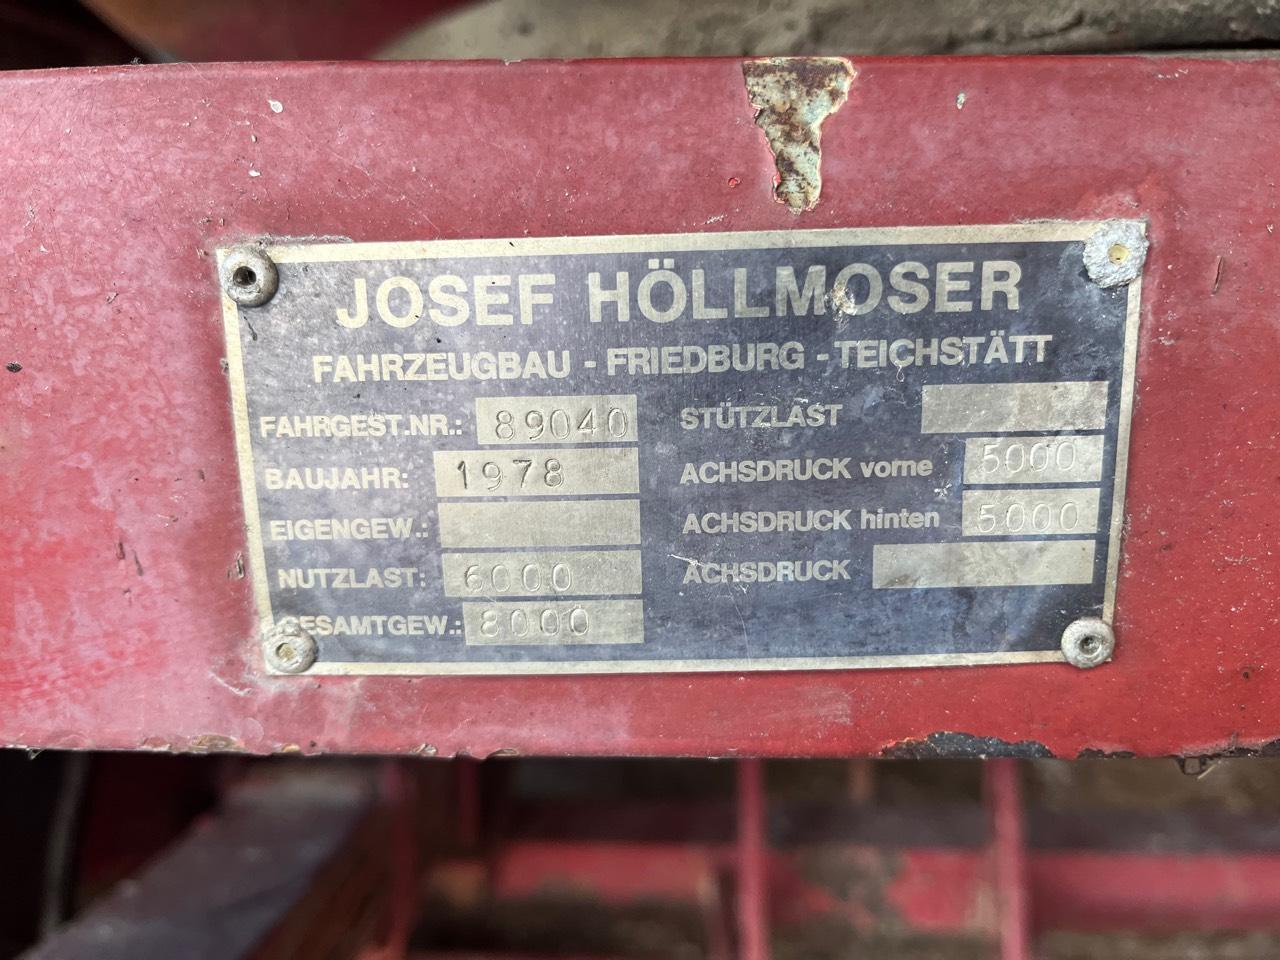 JOSEF HÖLLMOSER
FAHRZEUGBAU - FRIEDBURG - TEICHSTÄTT
FAHRGEST.NR.: 89040
BAUJAHR: 1978
EIGENGEW.:
NUTZLAST: 6000
GESAMTGEW.: 8000
STÜTZLAST
ACHSDRUCK vorne 5000
ACHSDRUCK hinten 5000
ACHSDRUCK